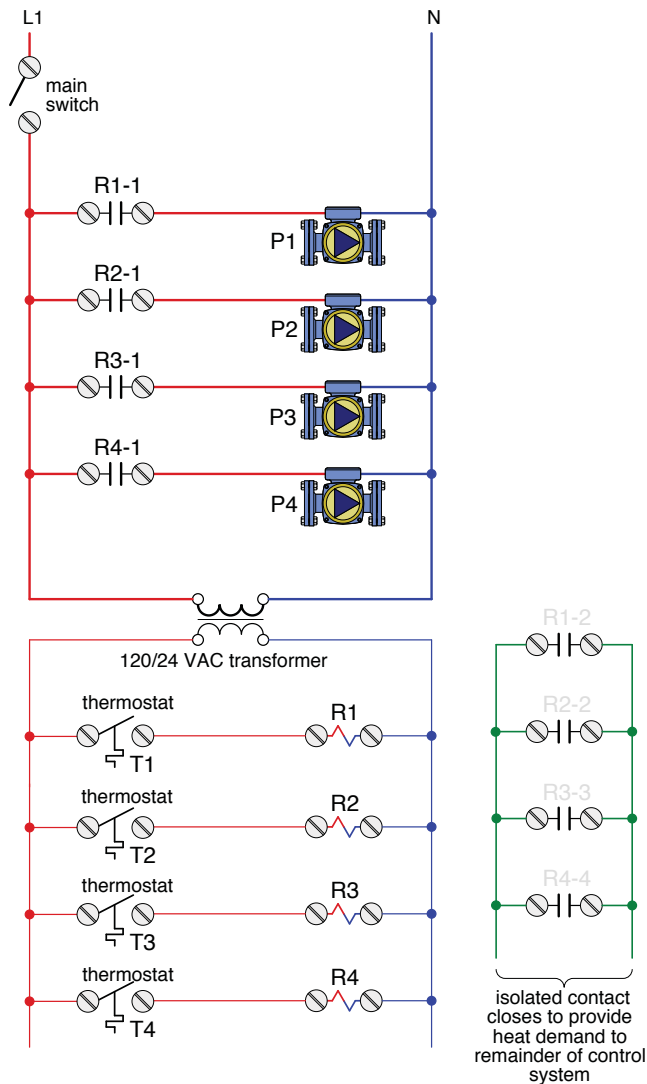 L1
N
main
switch
R1-1
P1
R2-1
P2
R3-1
P3
R4-1
P4
120/24 VAC transformer
R1-2
R2-2
R3-3
R4-4
thermostat
R1
T1
thermostat
R2
T2
thermostat
R3
T3
thermostat
R4
T4
isolated contact
closes to provide
heat demand to
remainder of control
system